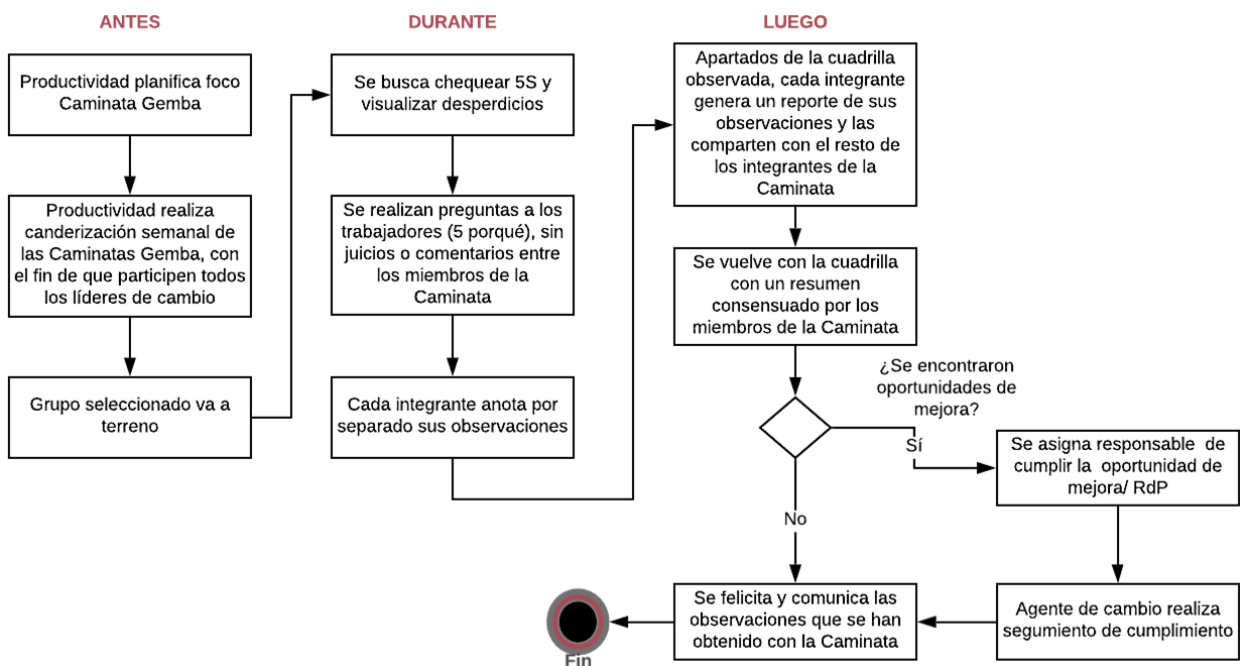 ANTES
Productividad planifica foco
Caminata Gemba
Productividad realiza
canderización semanal de
las Caminatas Gemba, con
el fin de que participen todos
los líderes de cambio
Grupo seleccionado va a
terreno
DURANTE
Se busca chequear 5S y
visualizar desperdicios
Se realizan preguntas a los
trabajadores (5 porqué), sin
juicios o comentarios entre
los miembros de la
Caminata
Cada integrante anota por
separado sus observaciones
LUEGO
Apartados de la cuadrilla
observada, cada integrante
genera un reporte de sus
observaciones y las
comparten con el resto de
los integrantes de la
Caminata
Se vuelve con la cuadrilla
con un resumen
consensuado por los
miembros de la Caminata
¿Se encontraron
oportunidades de
mejora?
Sí
Se asigna responsable de
cumplir la oportunidad de
mejora/ RdP
No
Agente de cambio realiza
segumiento de cumplimiento
Se felicita y comunica las
observaciones que se han
obtenido con la Caminata
Fin